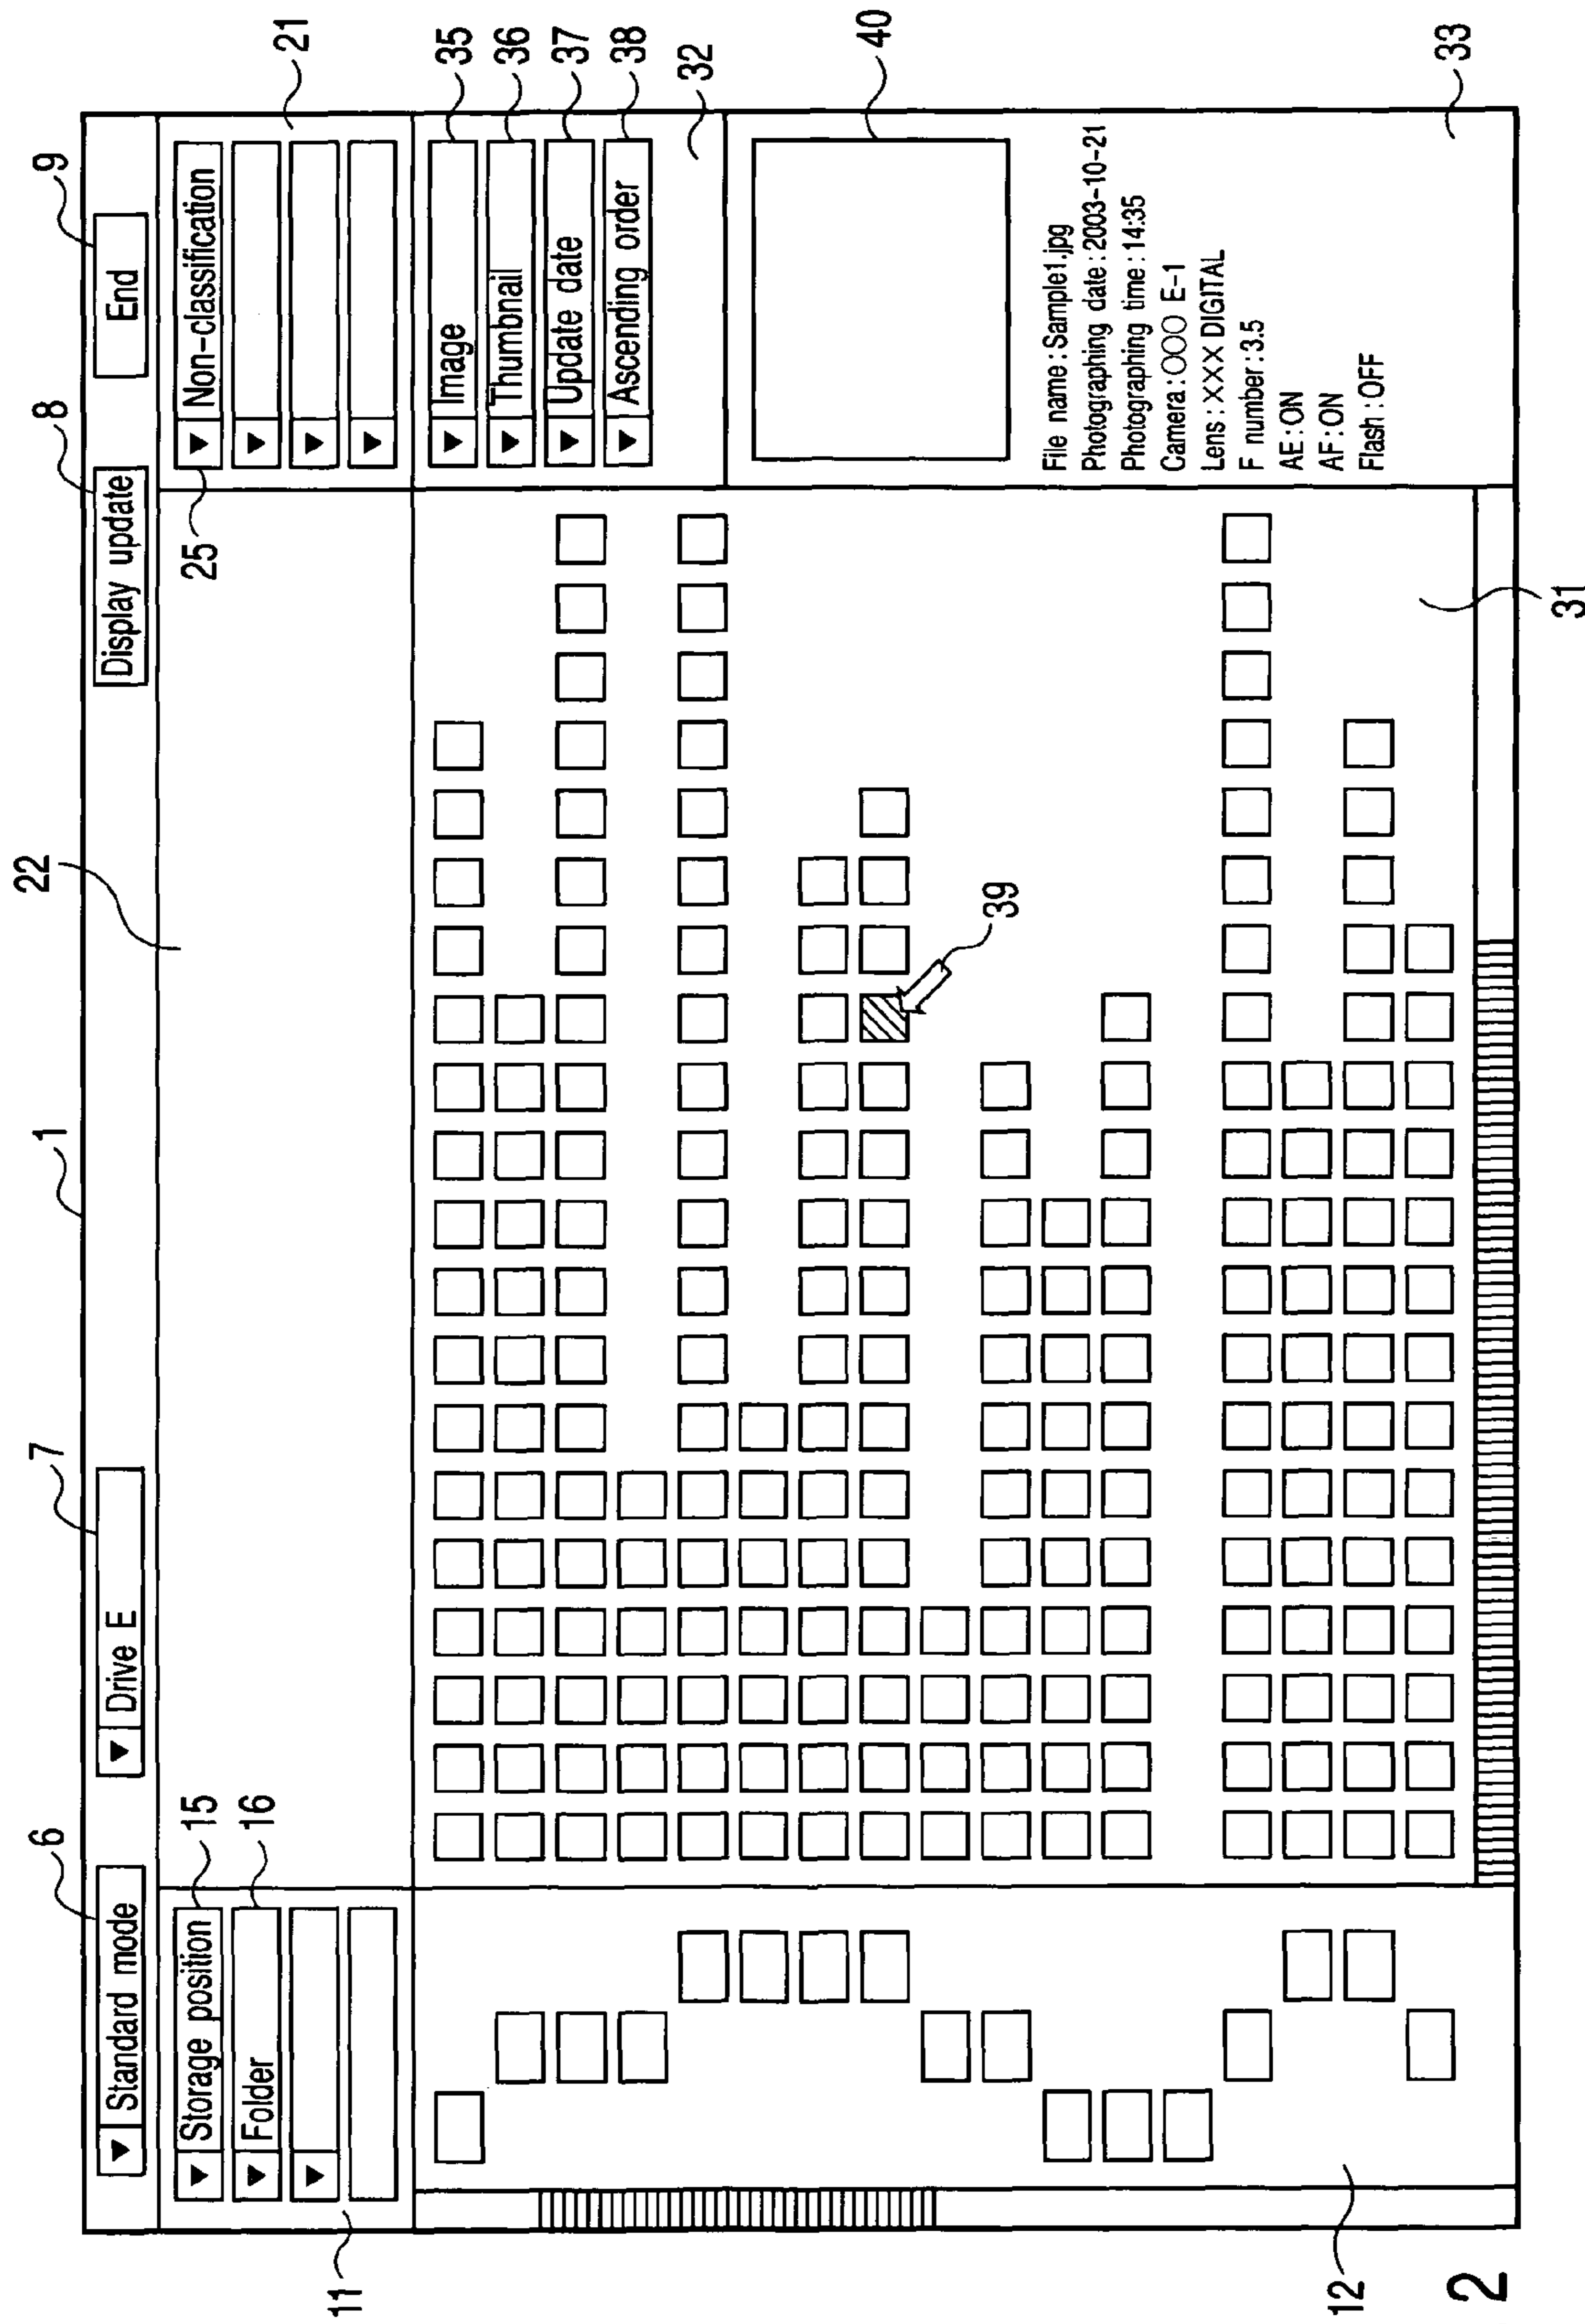 1
6
7
8
9
Standard mode
Drive E
Display update
End
11
15
16
Storage position
Folder
22
25
21
Non-classification
35
36
37
38
Image
Thumbnail
Update date
Ascending order
32
40
39
File name:Sample1.jpg
Photographing date:2003-10-21
Photographing time:14:35
Camera:OOO E-1
Lens:XXX DIGITAL
F number:3.5
AE:ON
AF:ON
Flash:OFF
12
31
33
2